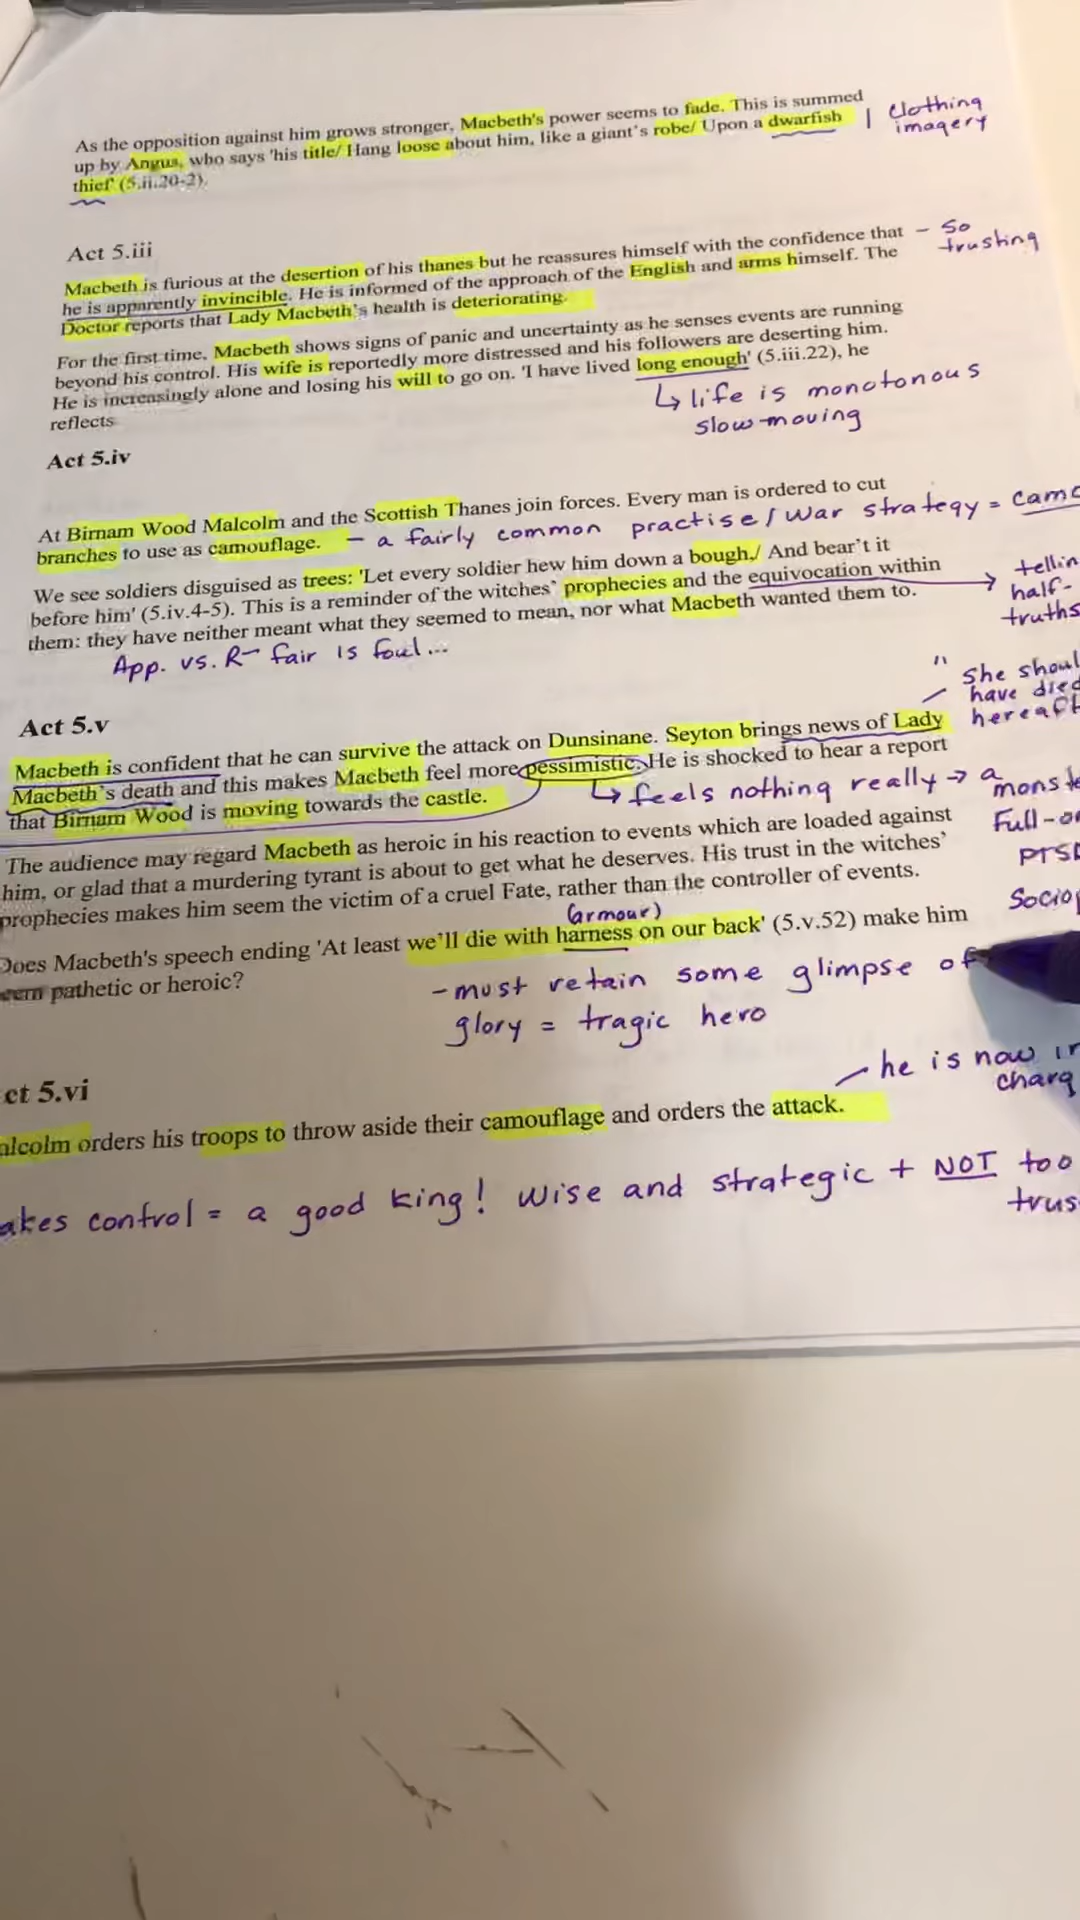 As the opposition against him grows stronger, Macbeth's power seems to fade. This is summed
up by Angus, who says 'his title/ Hang loose about him, like a giant's robe/ Upon a dwarfish
thief' (5.ii.20-2).
clothing
imagery
Act 5.iii
Macbeth is furious at the desertion of his thanes but he reassures himself with the confidence that
he is apparently invincible. He is informed of the approach of the English and arms himself. The
Doctor reports that Lady Macbeth's health is deteriorating.
- so
trusting
For the first time, Macbeth shows signs of panic and uncertainty as he senses events are running
beyond his control. His wife is reportedly more distressed and his followers are deserting him.
He is increasingly alone and losing his will to go on. 'I have lived long enough' (5.iii.22), he
reflects
↳ life is monotonous
slow-moving
Act 5.iv
At Birnam Wood Malcolm and the Scottish Thanes join forces. Every man is ordered to cut
branches to use as camouflage.
- a fairly common practise / war strategy =
We see soldiers disguised as trees: 'Let every soldier hew him down a bough,/ And bear't it
before him' (5.iv.4-5). This is a reminder of the witches' prophecies and the equivocation within
them: they have neither meant what they seemed to mean, nor what Macbeth wanted them to.
→ tellin
half-
truths
App. vs. R- fair is foul...
Act 5.v
Macbeth is confident that he can survive the attack on Dunsinane. Seyton brings news of Lady
Macbeth's death and this makes Macbeth feel more pessimistic. He is shocked to hear a report
that Birnam Wood is moving towards the castle.
" she shoul
have died
hereaft
↳ feels nothing really → a
monste
Full-on
PTSD
Sociop
The audience may regard Macbeth as heroic in his reaction to events which are loaded against
him, or glad that a murdering tyrant is about to get what he deserves. His trust in the witches'
prophecies makes him seem the victim of a cruel Fate, rather than the controller of events.
(armour)
Does Macbeth's speech ending 'At least we'll die with harness on our back' (5.v.52) make him
eem pathetic or heroic?
- must retain some glimpse of
glory = tragic hero
ct 5.vi
alcolm orders his troops to throw aside their camouflage and orders the attack.
he is now in
charg
akes control = a good king! Wise and strategic + NOT too
trus